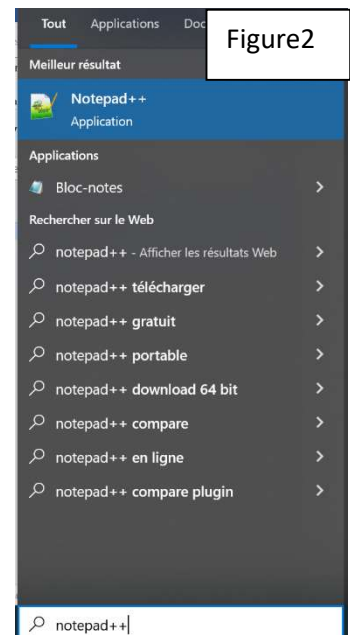 Tout Applications Doc
Figure2
Meilleur résultat
Notepad++
Application
Applications
Bloc-notes
Rechercher sur le Web
notepad++ - Afficher les résultats Web
notepad++ télécharger
notepad++ gratuit
notepad++ portable
notepad++ download 64 bit
notepad++ compare
notepad++ en ligne
notepad++ compare plugin
notepad++